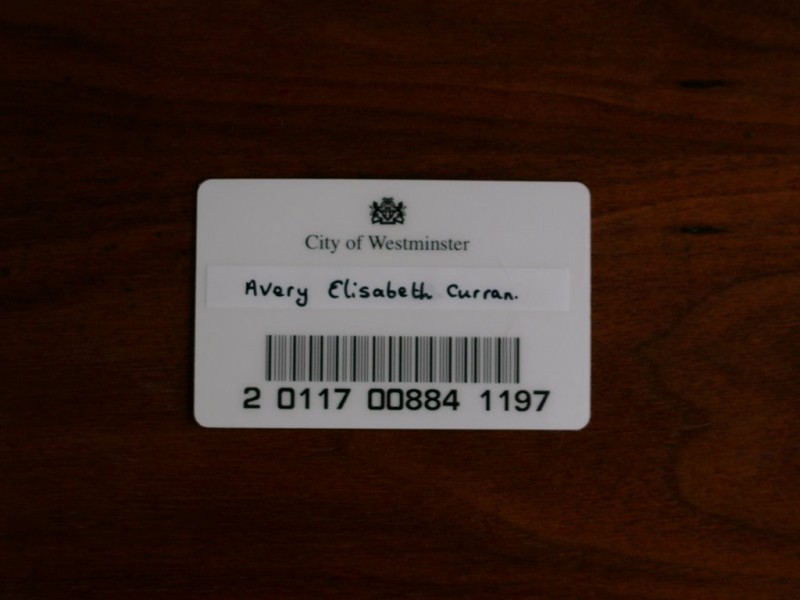 City of Westminster
Avery Elisabeth Curran.
2 0117 00884 1197